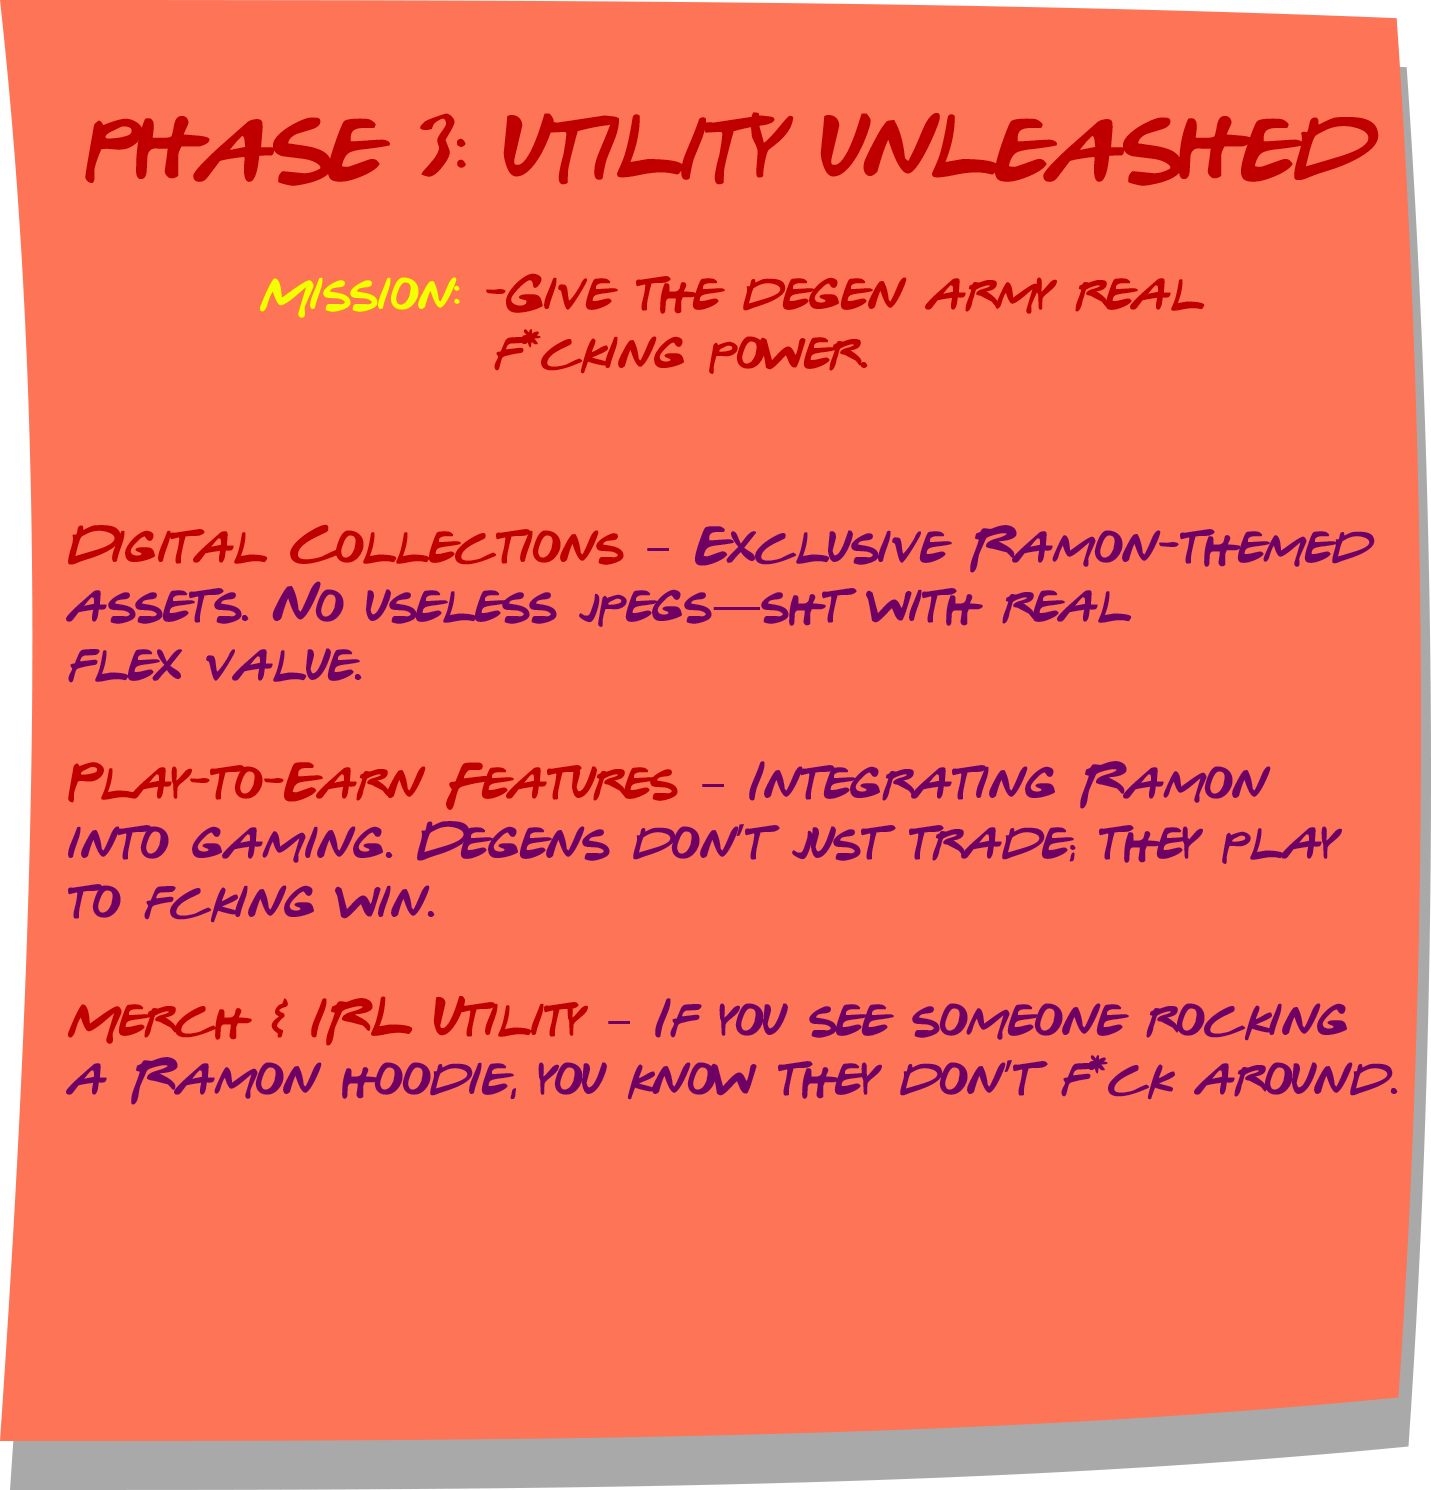 Phase 3: Utility Unleashed
Mission: -Give the degen army real
f*cking power.
Digital Collections – Exclusive Ramon-themed
assets. No useless jpegs—sht with real
flex value.
Play-to-Earn Features – Integrating Ramon
into gaming. Degens don't just trade; they play
to fcking win.
Merch & IRL Utility – If you see someone rocking
a Ramon hoodie, you know they don't f*ck around.